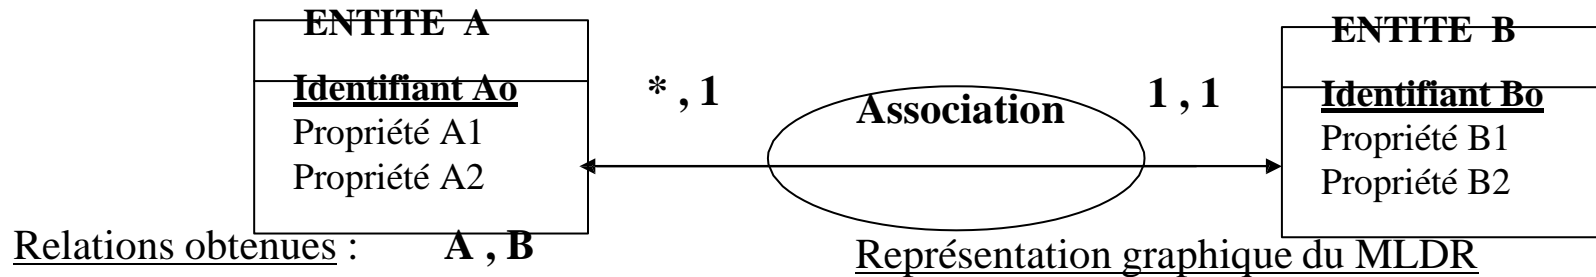 ENTITE A
Identifiant Ao
Propriété A1
Propriété A2
* , 1
Association
1 , 1
ENTITE B
Identifiant Bo
Propriété B1
Propriété B2
Relations obtenues : A , B
Représentation graphique du MLDR